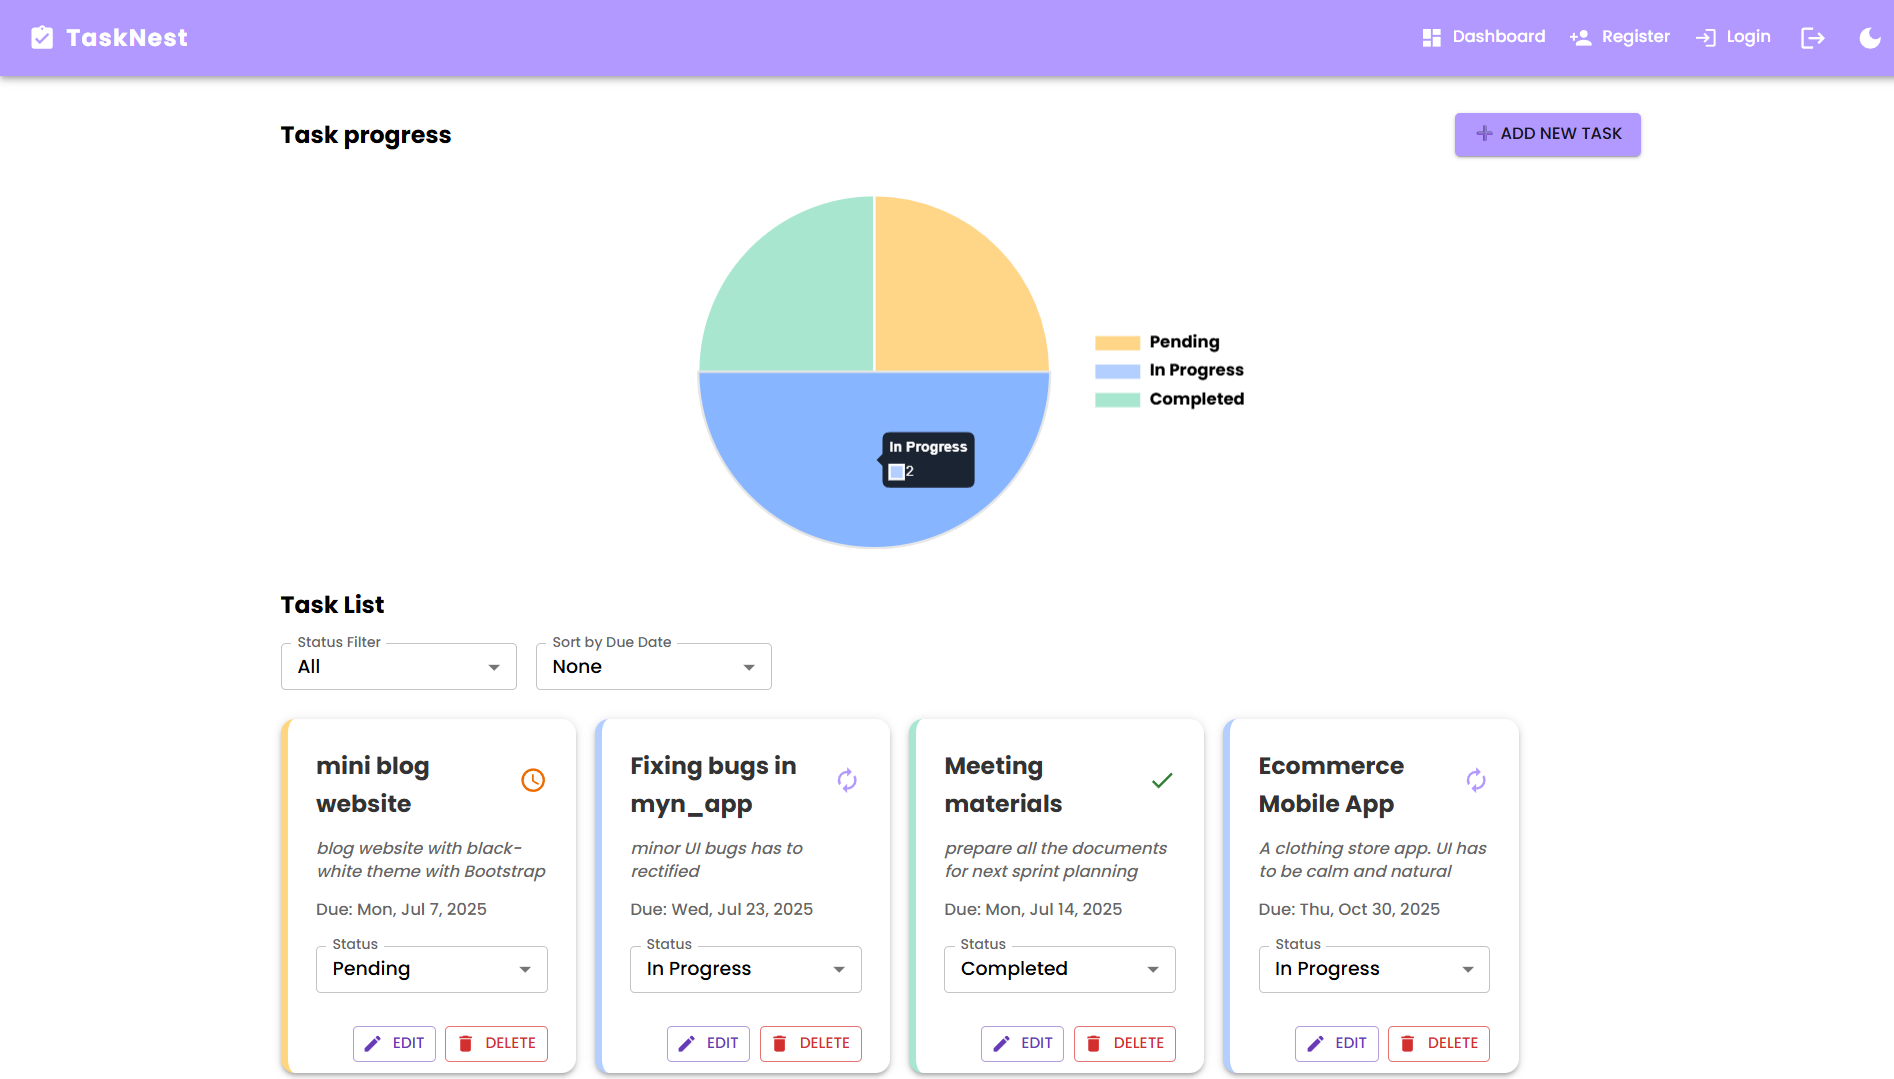 TaskNest
Dashboard
Register
Login
Task progress
ADD NEW TASK
Pending
In Progress
Completed
In Progress
2
Task List
Status Filter
All
Sort by Due Date
None
mini blog
website
blog website with black-
white theme with Bootstrap
Due: Mon, Jul 7, 2025
Status
Pending
EDIT
DELETE
Fixing bugs in
myn_app
minor UI bugs has to
rectified
Due: Wed, Jul 23, 2025
Status
In Progress
EDIT
DELETE
Meeting
materials
prepare all the documents
for next sprint planning
Due: Mon, Jul 14, 2025
Status
Completed
EDIT
DELETE
Ecommerce
Mobile App
A clothing store app. UI has
to be calm and natural
Due: Thu, Oct 30, 2025
Status
In Progress
EDIT
DELETE